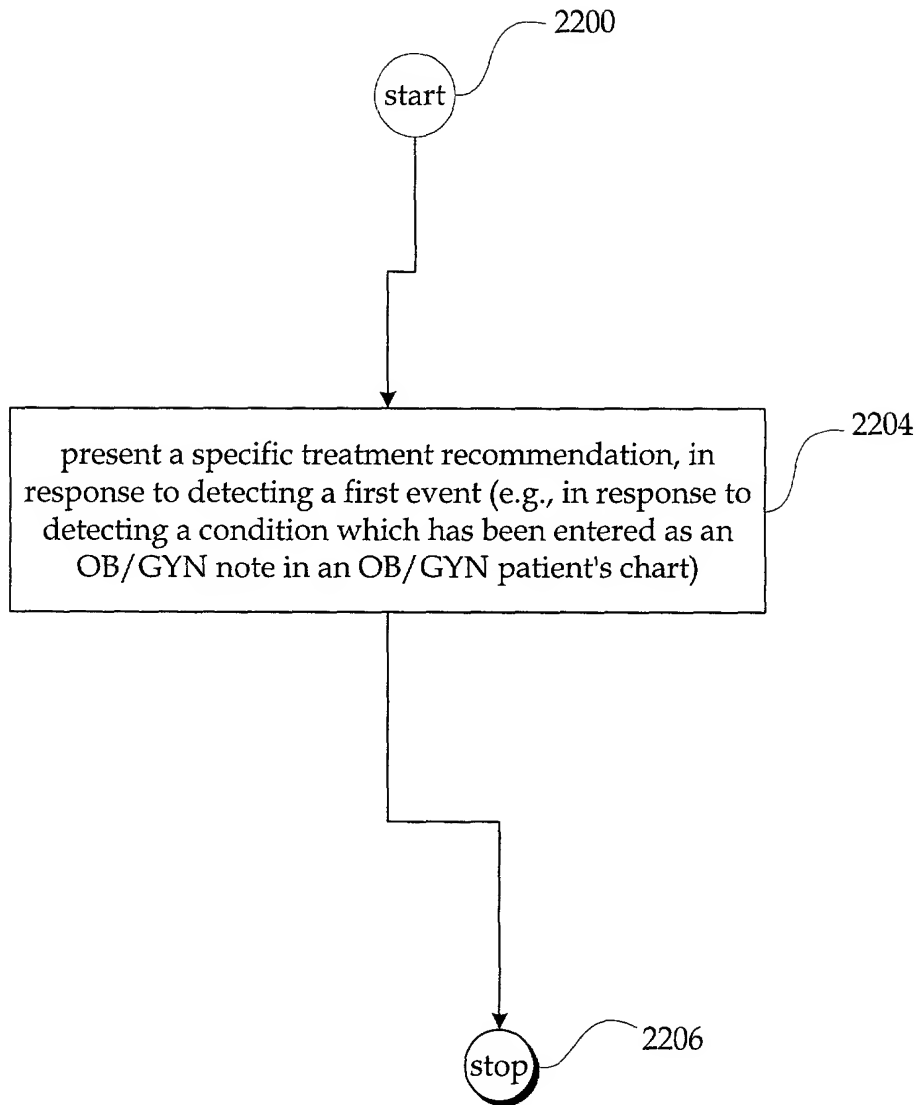 2200
start
2204
present a specific treatment recommendation, in
response to detecting a first event (e.g., in response to
detecting a condition which has been entered as an
OB/GYN note in an OB/GYN patient's chart)
2206
stop